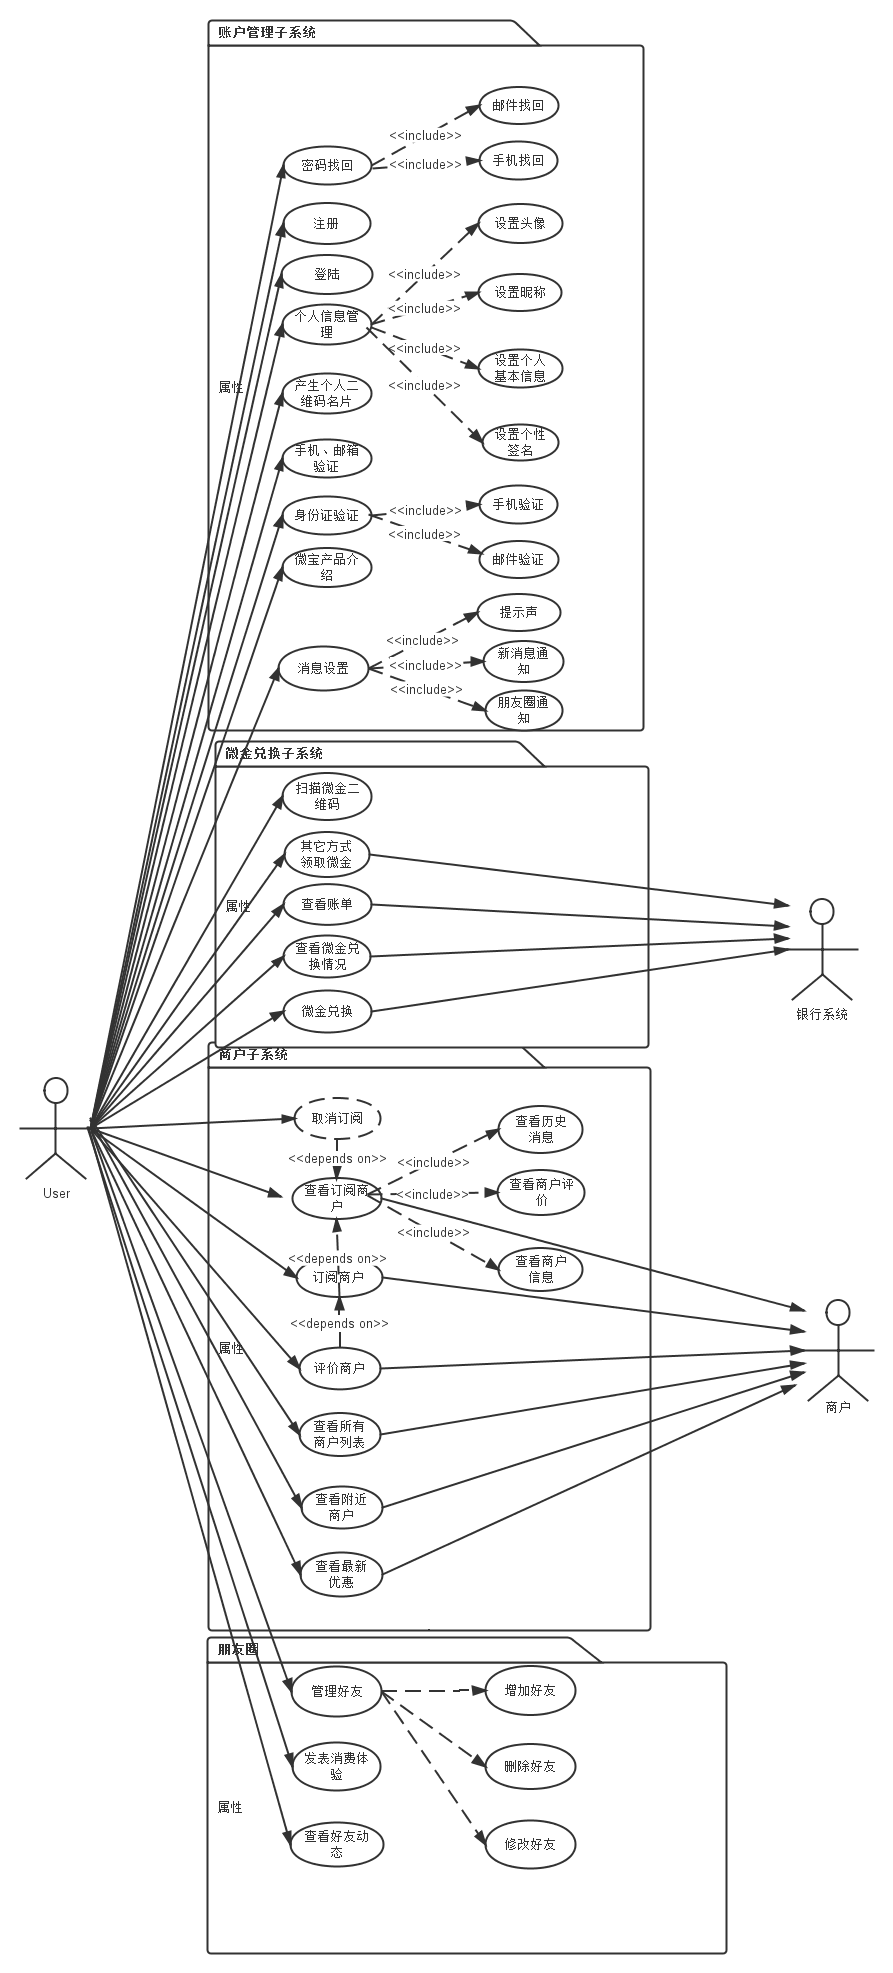 账户管理子系统
邮件找回
<<include>>
密码找回
<<include>>
手机找回
注册
设置头像
登陆
<<include>>
设置昵称
<<include>>
个人信息管
理
<<include>>
设置个人
基本信息
属性
<<include>>
产生个人二
维码名片
设置个性
签名
手机、邮箱
验证
手机验证
<<include>>
身份证验证
<<include>>
邮件验证
微宝产品介
绍
提示声
<<include>>
消息设置
<<include>>
新消息通
知
<<include>>
朋友圈通
知
微金兑换子系统
扫描微金二
维码
其它方式
领取微金
属性
查看账单
查看微金兑
换情况
微金兑换
银行系统
商户子系统
取消订阅
查看历史
消息
<<depends on>>
<<include>>
查看订阅商
户
<<include>>
查看商户评
价
User
<<include>>
<<depends on>>
订阅商户
查看商户
信息
<<depends on>>
属性
评价商户
商户
查看所有
商户列表
查看附近
商户
查看最新
优惠
朋友圈
管理好友
增加好友
发表消费体
验
删除好友
属性
查看好友动
态
修改好友